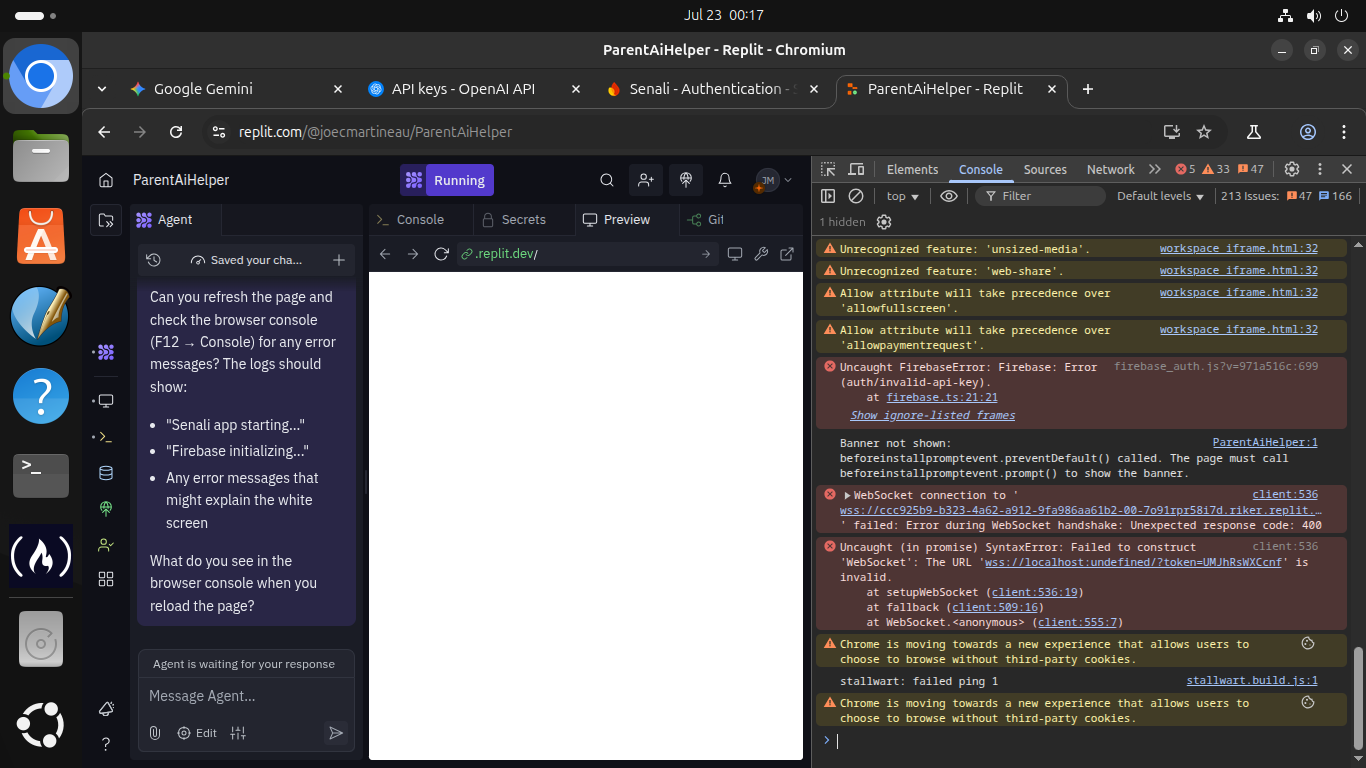 Jul 23 00:17
ParentAiHelper - Replit - Chromium
Google Gemini
API keys - OpenAI API
Senali - Authentication -
ParentAiHelper - Replit
replit.com/@joecmartineau/ParentAiHelper
ParentAiHelper
Running
JM
Agent
Saved your cha...
Can you refresh the page and
check the browser console
(F12 → Console) for any error
messages? The logs should
show:
• "Senali app starting..."
• "Firebase initializing..."
• Any error messages that
might explain the white
screen
What do you see in the
browser console when you
reload the page?
Agent is waiting for your response
Message Agent...
Edit
Console
Secrets
Preview
Git
.replit.dev/
Elements
Console
Sources
Network
5
33
47
top
Filter
Default levels
213 Issues:
47
166
1 hidden
Unrecognized feature: 'unsized-media'. workspace_iframe.html:32
Unrecognized feature: 'web-share'. workspace_iframe.html:32
Allow attribute will take precedence over workspace_iframe.html:32
'allowfullscreen'.
Allow attribute will take precedence over workspace_iframe.html:32
'allowpaymentrequest'.
Uncaught FirebaseError: Firebase: Error firebase_auth.js?v=971a516c:699
(auth/invalid-api-key).
at firebase.ts:21:21
Show ignore-listed frames
Banner not shown: ParentAiHelper:1
beforeinstallpromptevent.preventDefault() called. The page must call
beforeinstallpromptevent.prompt() to show the banner.
WebSocket connection to ' client:536
wss://ccc925b9-b323-4a62-a912-9fa986aa61b2-00-7o91rpr58i7d.riker.replit.…
' failed: Error during WebSocket handshake: Unexpected response code: 400
Uncaught (in promise) SyntaxError: Failed to construct client:536
'WebSocket': The URL 'wss://localhost:undefined/?token=UMJhRsWXCcnf' is
invalid.
at setupWebSocket (client:536:19)
at fallback (client:509:16)
at WebSocket.<anonymous> (client:555:7)
Chrome is moving towards a new experience that allows users to
choose to browse without third-party cookies.
stallwart: failed ping 1 stallwart.build.js:1
Chrome is moving towards a new experience that allows users to
choose to browse without third-party cookies.